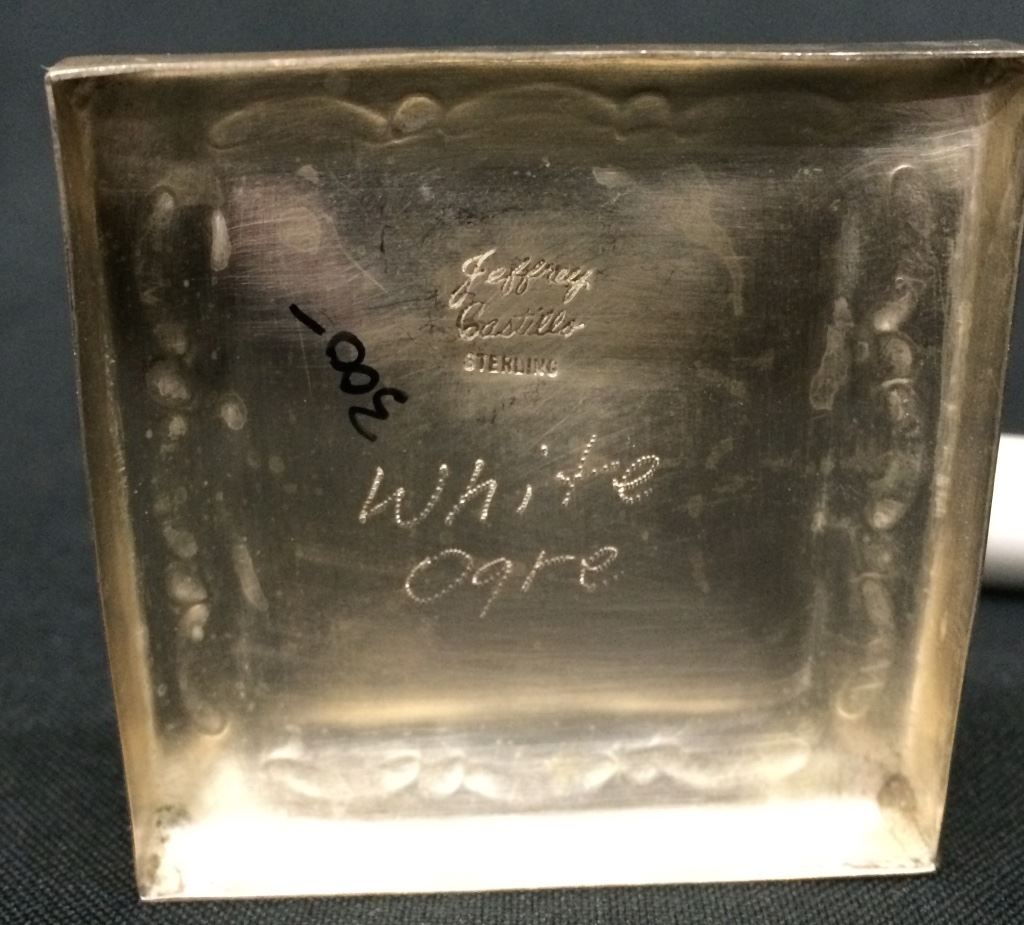 Jeffrey
Castillo
STERLING
300-
White
Ogre